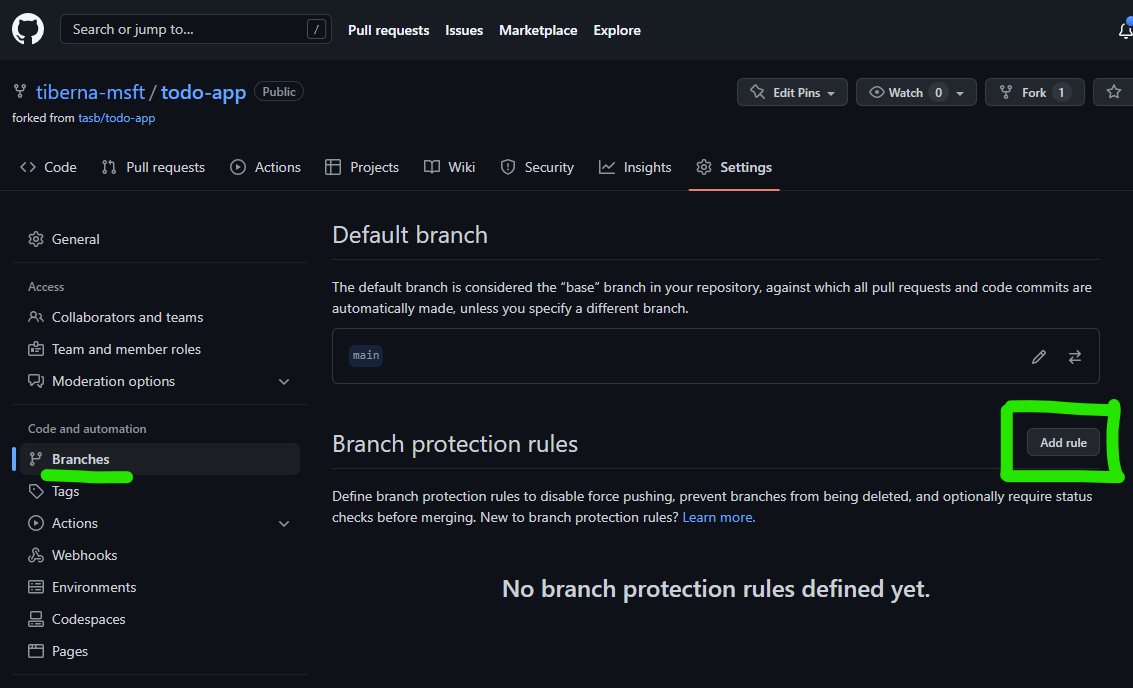 Search or jump to... /
Pull requests Issues Marketplace Explore
tiberna-msft / todo-app Public
Edit Pins Watch 0 Fork 1
forked from tasb/todo-app
Code Pull requests Actions Projects Wiki Security Insights Settings
General
Access
Collaborators and teams
Team and member roles
Moderation options
Code and automation
Branches
Tags
Actions
Webhooks
Environments
Codespaces
Pages
Default branch
The default branch is considered the “base” branch in your repository, against which all pull requests and code commits are
automatically made, unless you specify a different branch.
main
Branch protection rules
Add rule
Define branch protection rules to disable force pushing, prevent branches from being deleted, and optionally require status
checks before merging. New to branch protection rules? Learn more.
No branch protection rules defined yet.